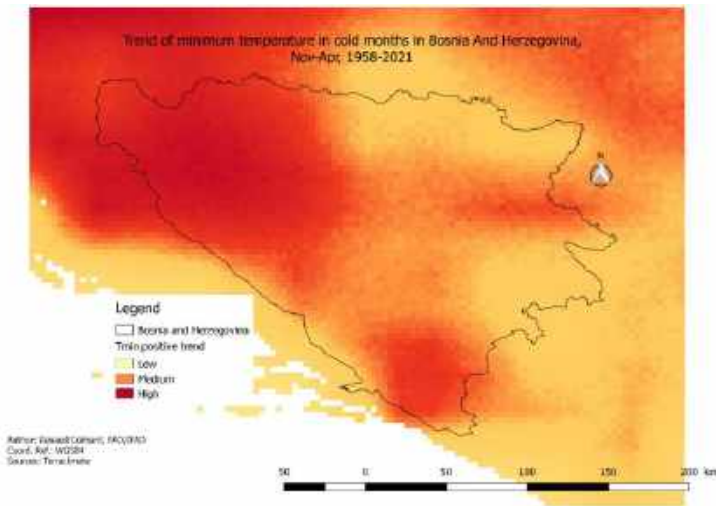 Trend of minimum temperature in cold months in Bosnia And Herzegovina,
Nov-Apr, 1958-2021
N
Legend
Bosnia and Herzegovina
Tmin positive trend
Low
Medium
High
Author:
Coord. Ref.: WGS84
Sources: TerraClimate
50 0 50 100 150 200 km